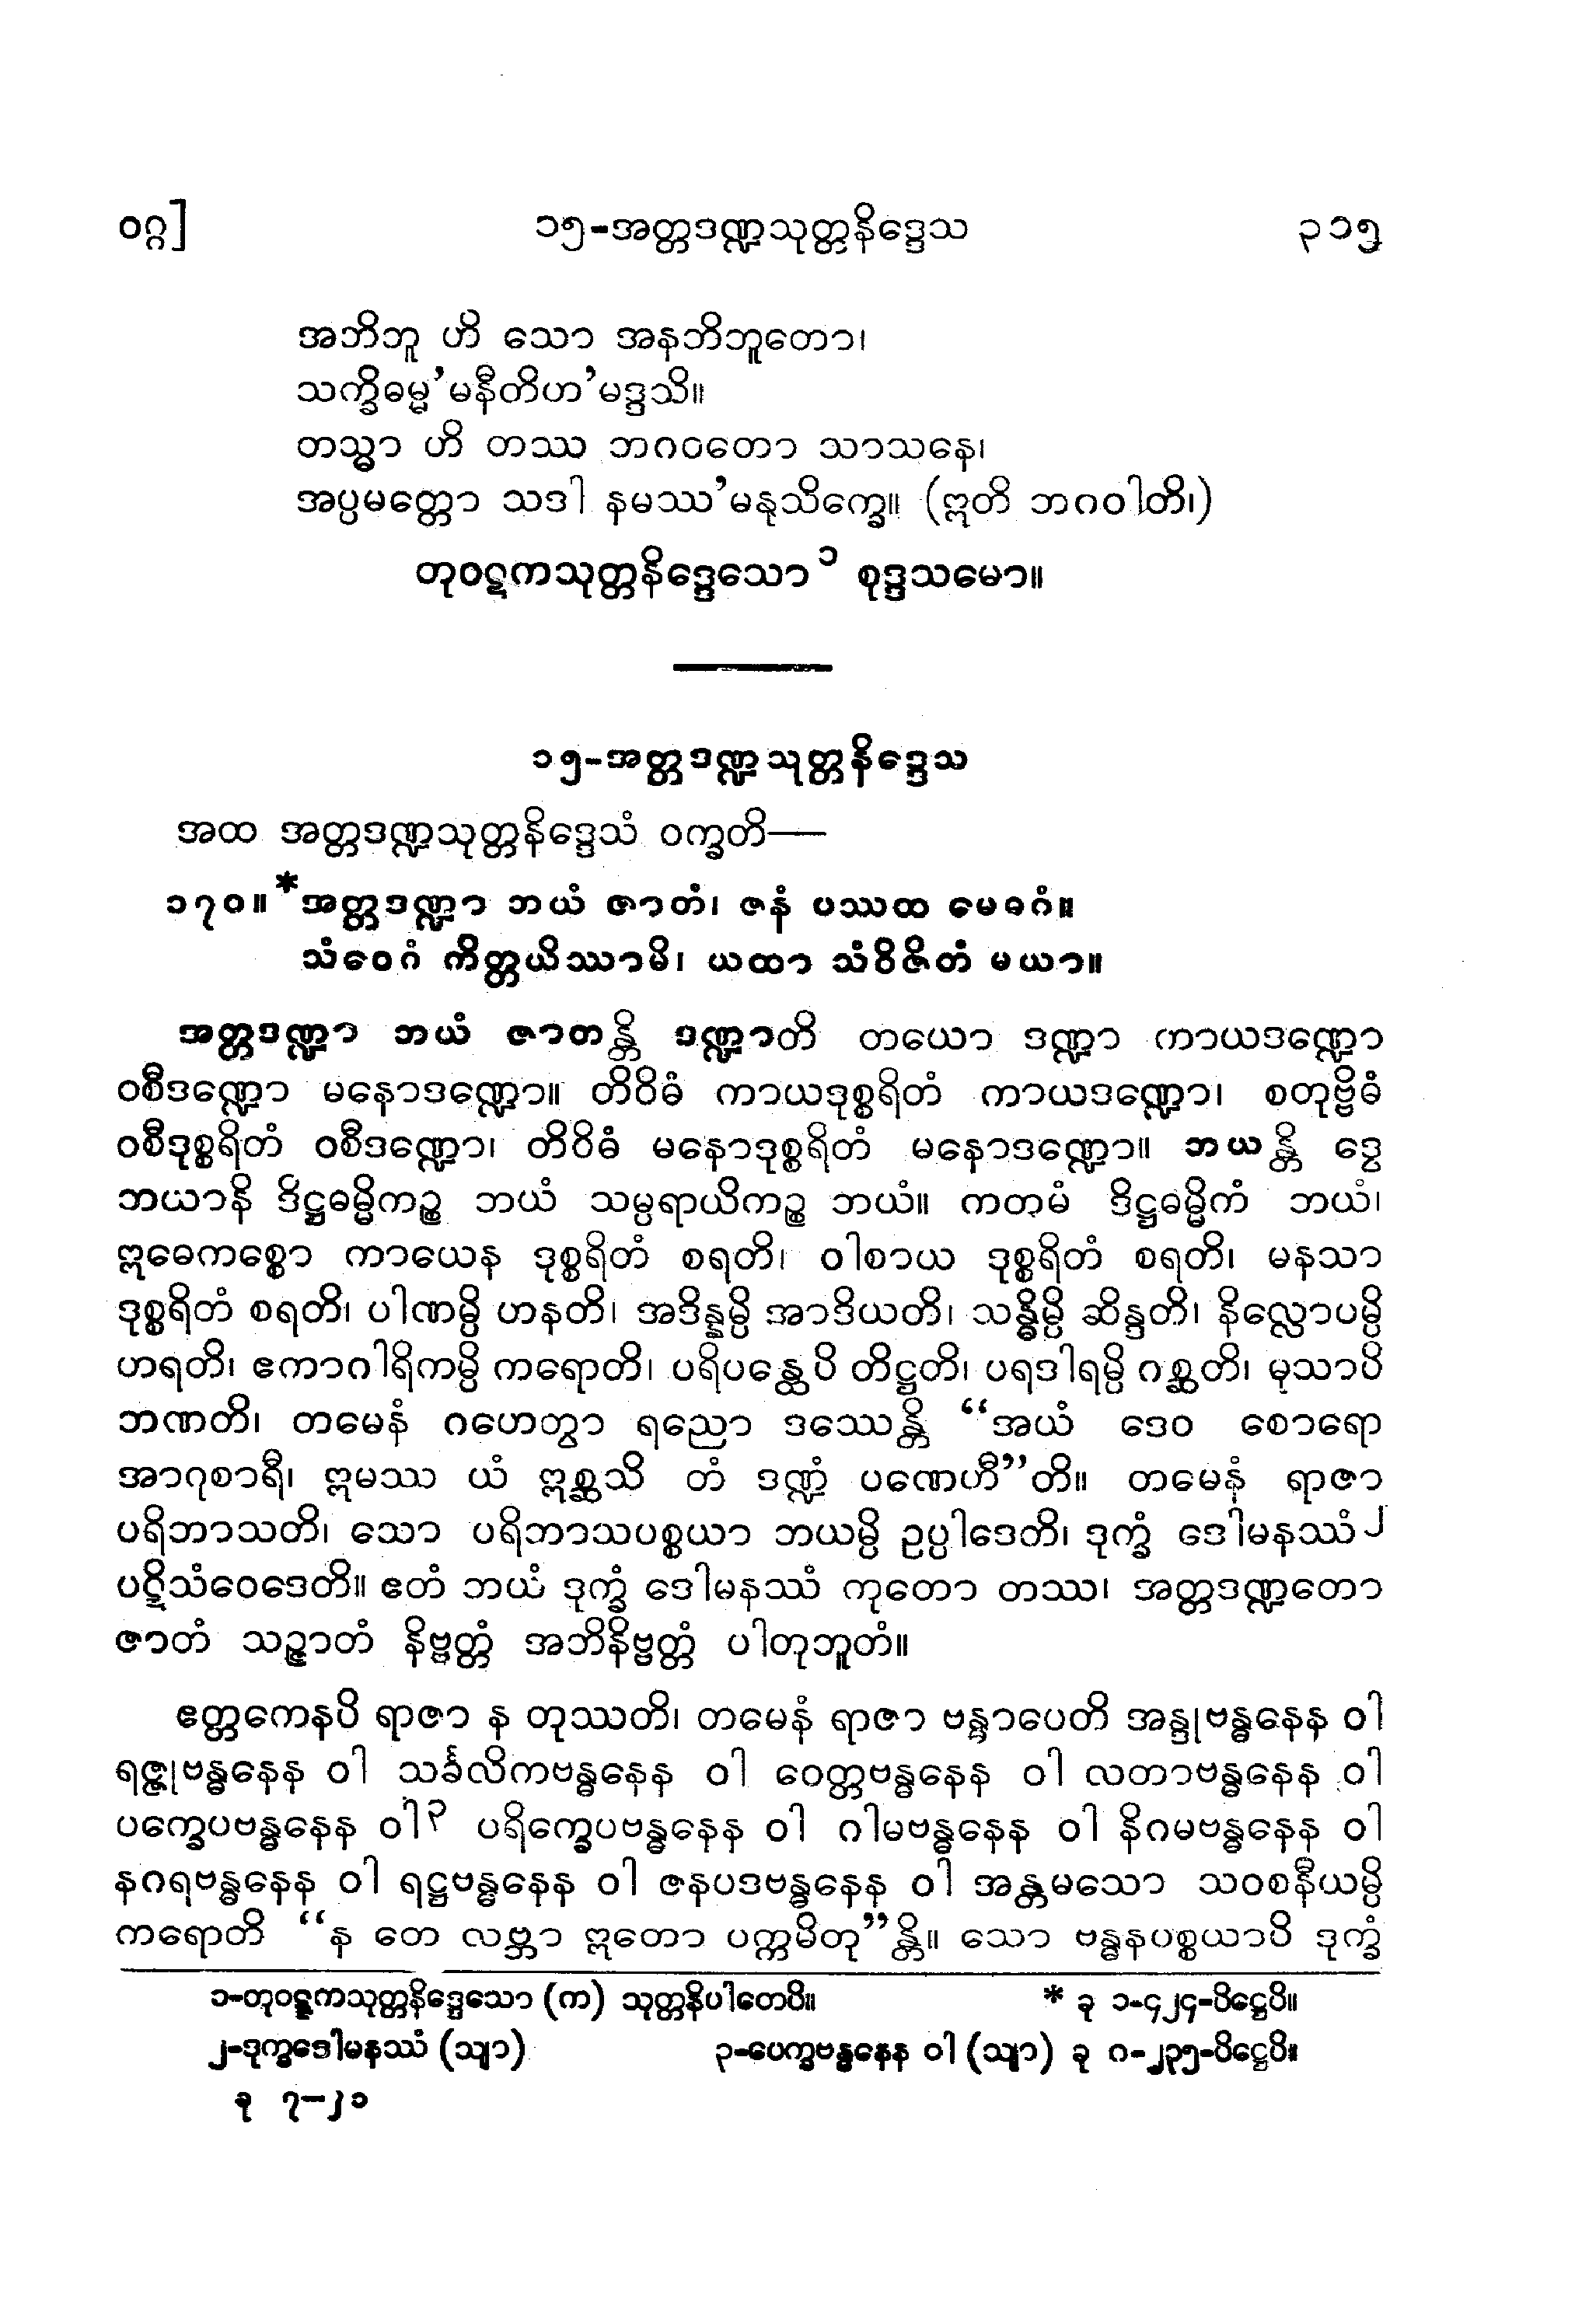 ဝဂ္ဂ] ၁၅-အတ္တဒဏ္ဍသုတ္တနိဒ္ဒေသ ၃၁၅
အဘိဘူ ဟိ သော အနဘိဘူတော၊
သက္ခိဓမ္မ’မနီတိဟ’မဒ္ဒသိ။
တသ္မာ ဟိ တဿ ဘဂဝတော သာသနေ၊
အပ္ပမတ္တော သဒါ နမဿ’မနုသိက္ခေ။ (ဣတိ ဘဂဝါတိ၊)
တုဝဋကသုတ္တနိဒ္ဒေသော ၁ စုဒ္ဒသမော။
၁၅-အတ္တဒဏ္ဍသုတ္တနိဒ္ဒေသ
အထ အတ္တဒဏ္ဍသုတ္တနိဒ္ဒေသံ ဝက္ခတိ—
၁၇၀။ *အတ္တဒဏ္ဍာ ဘယံ ဇာတံ၊ ဇနံ ပဿထ မေဓဂံ။
သံဝေဂံ ကိတ္တယိဿာမိ၊ ယထာ သံဝိဇိတံ မယာ။
အတ္တဒဏ္ဍာ ဘယံ ဇာတန္တိ ဒဏ္ဍာတိ တယော ဒဏ္ဍာ ကာယဒဏ္ဍော
ဝစီဒဏ္ဍော မနောဒဏ္ဍော။ တိဝိဓံ ကာယဒုစ္စရိတံ ကာယဒဏ္ဍော၊ စတုဗ္ဗိဓံ
ဝစီဒုစ္စရိတံ ဝစီဒဏ္ဍော၊ တိဝိဓံ မနောဒုစ္စရိတံ မနောဒဏ္ဍော။ ဘယန္တိ ဒွေ
ဘယာနိ ဒိဋ္ဌဓမ္မိကဉ္စ ဘယံ သမ္ပရာယိကဉ္စ ဘယံ။ ကတမံ ဒိဋ္ဌဓမ္မိကံ ဘယံ၊
ဣဓေကစ္စော ကာယေန ဒုစ္စရိတံ စရတိ၊ ဝါစာယ ဒုစ္စရိတံ စရတိ၊ မနသာ
ဒုစ္စရိတံ စရတိ၊ ပါဏမ္ပိ ဟနတိ၊ အဒိန္နမ္ပိ အာဒိယတိ၊ သန္ဓိမ္ပိ ဆိန္ဒတိ၊ နိလ္လောပမ္ပိ
ဟရတိ၊ ဧကာဂါရိကမ္ပိ ကရောတိ၊ ပရိပန္ထေပိ တိဋ္ဌတိ၊ ပရဒါရမ္ပိ ဂစ္ဆတိ၊ မုသာပိ
ဘဏတိ၊ တမေနံ ဂဟေတွာ ရညော ဒဿေန္တိ “အယံ ဒေဝ စောရော
အာဂုစာရီ၊ ဣမဿ ယံ ဣစ္ဆသိ တံ ဒဏ္ဍံ ပဏေဟီ”တိ။ တမေနံ ရာဇာ
ပရိဘာသတိ၊ သော ပရိဘာသပစ္စယာ ဘယမ္ပိ ဥပ္ပါဒေတိ၊ ဒုက္ခံ ဒေါမနဿံ ၂
ပဋိသံဝေဒေတိ။ ဧတံ ဘယံ ဒုက္ခံ ဒေါမနဿံ ကုတော တဿ၊ အတ္တဒဏ္ဍတော
ဇာတံ သဉ္ဇာတံ နိဗ္ဗတ္တံ အဘိနိဗ္ဗတ္တံ ပါတုဘူတံ။
ဧတ္တကေနပိ ရာဇာ န တုဿတိ၊ တမေနံ ရာဇာ ဗန္ဓာပေတိ အန္ဒုဗန္ဓနေန ဝါ
ရဇ္ဇုဗန္ဓနေန ဝါ သင်္ခလိကဗန္ဓနေန ဝါ ဝေတ္တဗန္ဓနေန ဝါ လတာဗန္ဓနေန ဝါ
ပက္ခေပဗန္ဓနေန ဝါ ၃ ပရိက္ခေပဗန္ဓနေန ဝါ ဂါမဗန္ဓနေန ဝါ နိဂမဗန္ဓနေန ဝါ
နဂရဗန္ဓနေန ဝါ ရဋ္ဌဗန္ဓနေန ဝါ ဇနပဒဗန္ဓနေန ဝါ အန္တမသော သဝစနီယမ္ပိ
ကရောတိ “န တေ လဗ္ဘာ ဣတော ပက္ကမိတု”န္တိ။ သော ဗန္ဓနပစ္စယာပိ ဒုက္ခံ
၁-တုဝဋ္ဋကသုတ္တနိဒ္ဒေသော (က) သုတ္တနိပါတေပိ။ * ခု ၁-၄၂၄-ပိဋ္ဌေပိ။
၂-ဒုက္ခဒေါမနဿံ (သျာ) ၃-ပေက္ခဗန္ဓနေန ဝါ (သျာ) ခု ၈-၂၃၅-ပိဋ္ဌေပိ။
ခု ၇–၂၁